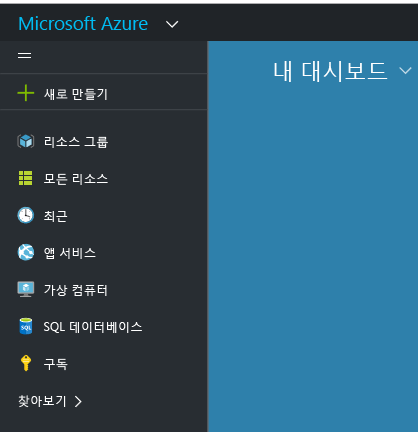 Microsoft Azure
내 대시보드
새로 만들기
리소스 그룹
모든 리소스
최근
앱 서비스
가상 컴퓨터
SQL 데이터베이스
구독
찾아보기